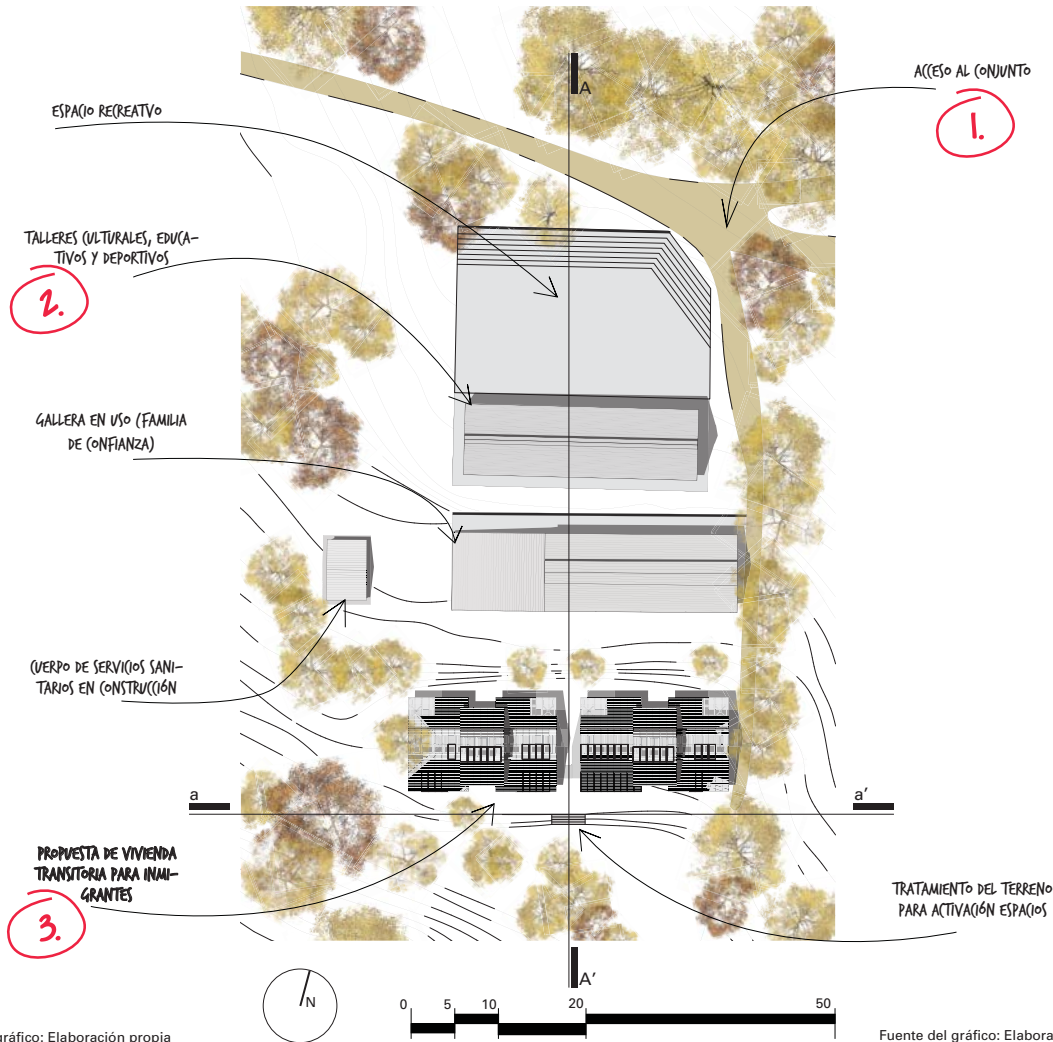 A
ACCESO AL CONJUNTO
1.
ESPACIO RECREATVO
TALLERES CULTURALES, EDUCA-
TIVOS Y DEPORTIVOS
2.
GALLERA EN USO (FAMILIA
DE CONFIANZA)
CUERPO DE SERVICIOS SANI-
TARIOS EN CONSTRUCCIÓN
a
a'
PROPUESTA DE VIVIENDA
TRANSITORIA PARA INMI-
GRANTES
3.
TRATAMIENTO DEL TERRENO
PARA ACTIVACIÓN ESPACIOS
A'
N
0 5 10 20 50
gráfico: Elaboración propia
Fuente del gráfico: Elabora